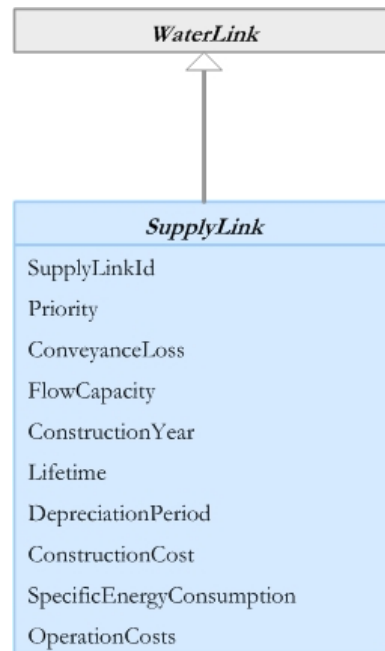 WaterLink
SupplyLink
SupplyLinkId
Priority
ConveyanceLoss
FlowCapacity
ConstructionYear
Lifetime
DepreciationPeriod
ConstructionCost
SpecificEnergyConsumption
OperationCosts